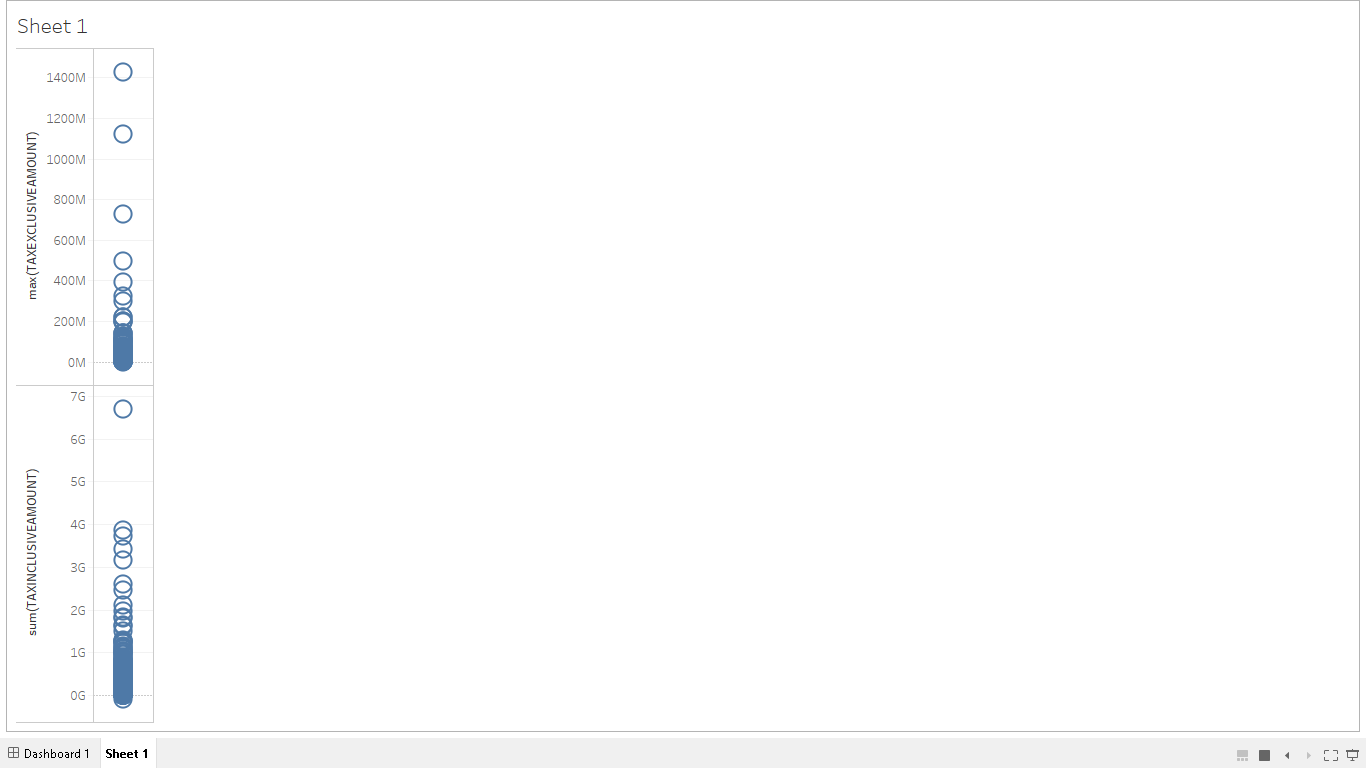 Sheet 1
1400M
1200M
1000M
800M
600M
400M
200M
0M
max(TAXEXCLUSIVEAMOUNT)
7G
6G
5G
4G
3G
2G
1G
0G
sum(TAXINCLUSIVEAMOUNT)
Dashboard 1
Sheet 1